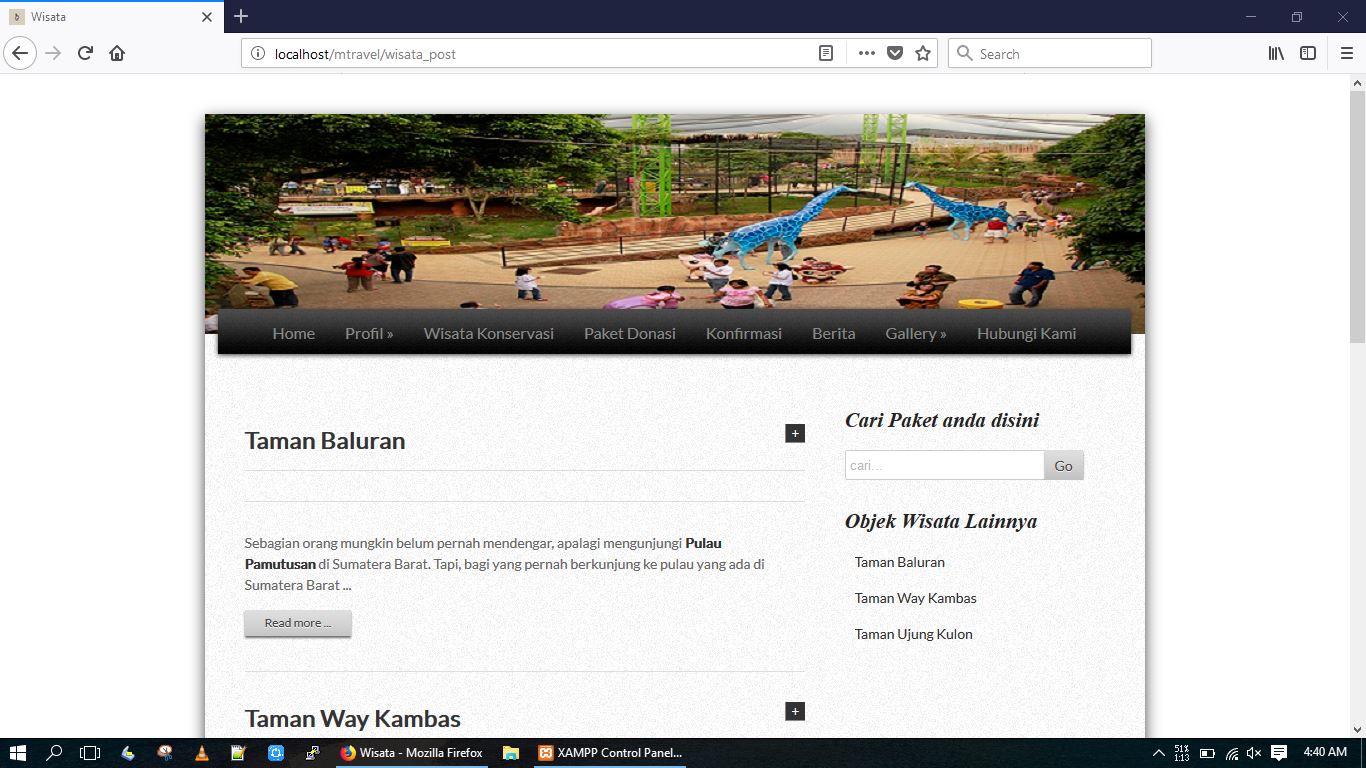 Wisata
localhost/mtravel/wisata_post
Search
Home Profil » Wisata Konservasi Paket Donasi Konfirmasi Berita Gallery » Hubungi Kami
Taman Baluran
+
Sebagian orang mungkin belum pernah mendengar, apalagi mengunjungi Pulau
Pamutusan di Sumatera Barat. Tapi, bagi yang pernah berkunjung ke pulau yang ada di
Sumatera Barat ...
Read more ...
Taman Way Kambas
+
Cari Paket anda disini
cari...
Go
Objek Wisata Lainnya
Taman Baluran
Taman Way Kambas
Taman Ujung Kulon
Wisata - Mozilla Firefox
XAMPP Control Panel...
51%
1:13
4:40 AM